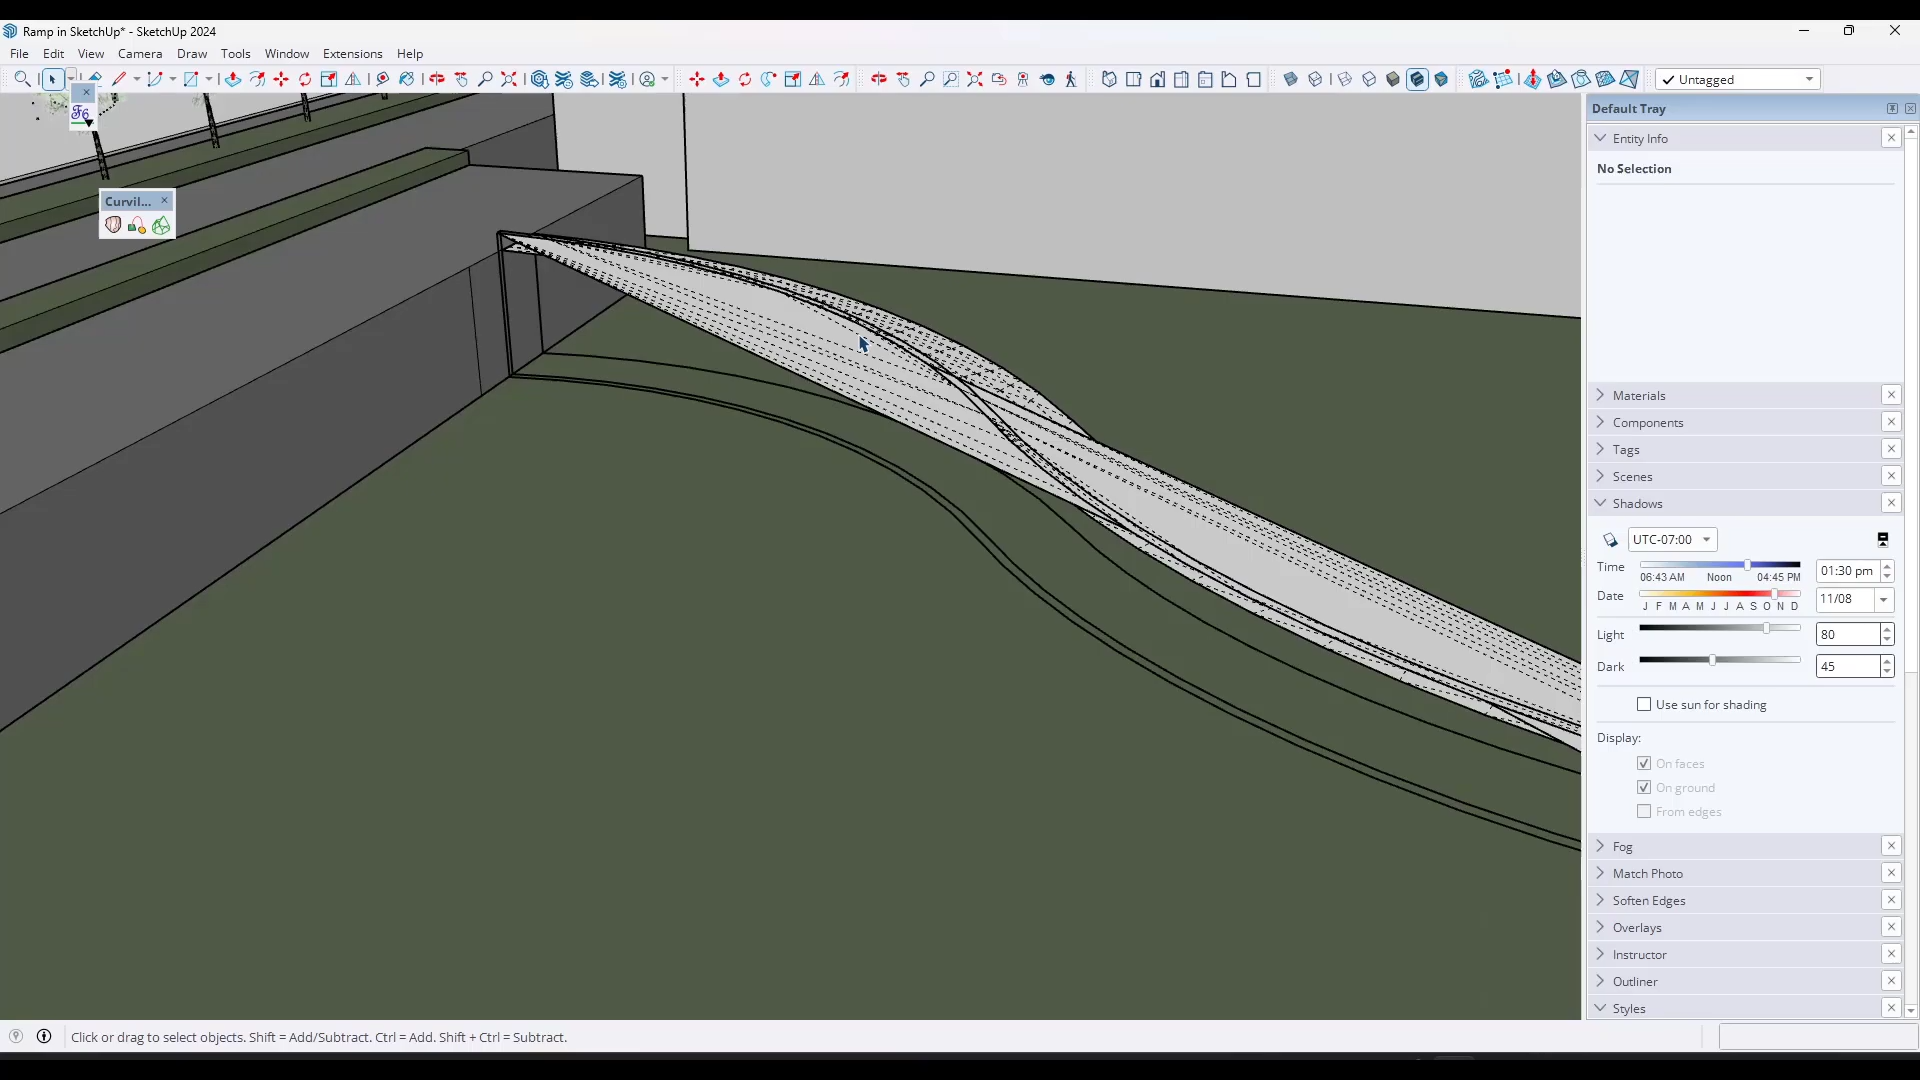 Ramp in SketchUp* - SketchUp 2024
File Edit View Camera Draw Tools Window Extensions Help
Untagged
Curvil...
Default Tray
Entity Info
No Selection
Materials
Components
Tags
Scenes
Shadows
UTC-07:00
Time
06:43 AM Noon 04:45 PM
01:30 pm
Date
J F M A M J J A S O N D
11/08
Light
80
Dark
45
Use sun for shading
Display:
On faces
On ground
From edges
Fog
Match Photo
Soften Edges
Overlays
Instructor
Outliner
Styles
Click or drag to select objects. Shift = Add/Subtract. Ctrl = Add. Shift + Ctrl = Subtract.